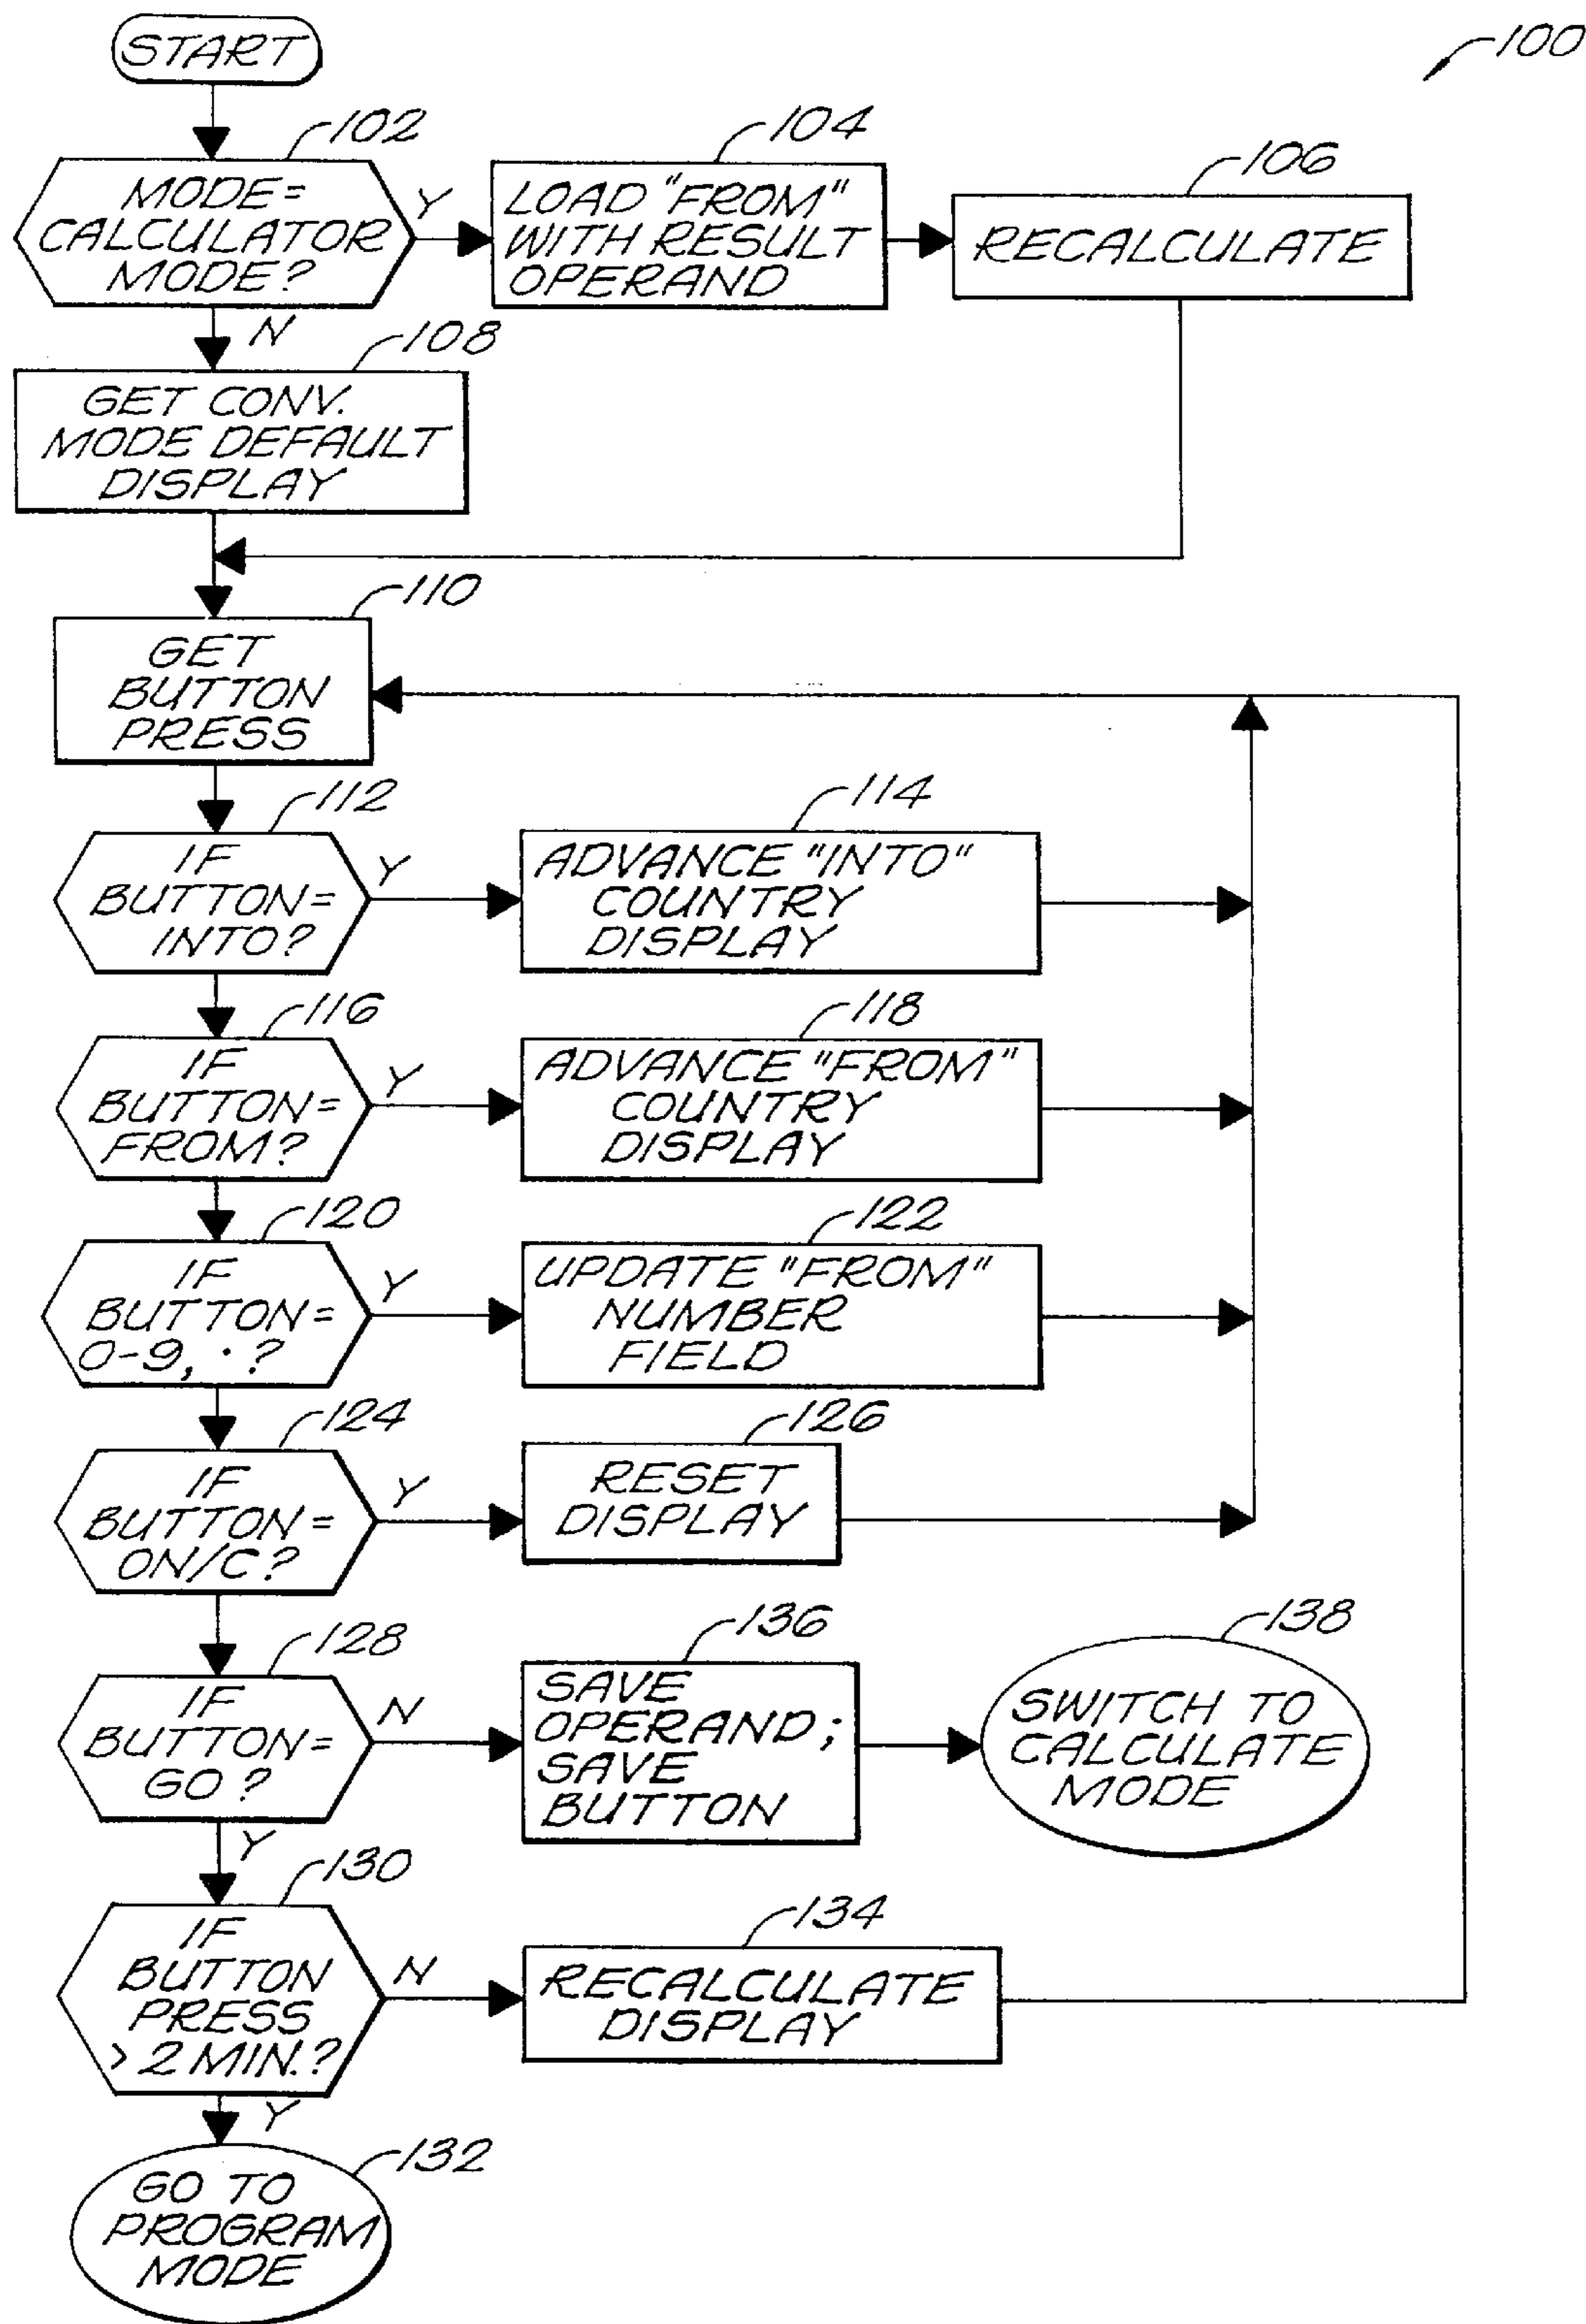 START
100
102
MODE=
CALCULATOR
MODE?
Y
104
LOAD "FROM"
WITH RESULT
OPERAND
106
RECALCULATE
N
108
GET CONV.
MODE DEFAULT
DISPLAY
110
GET
BUTTON
PRESS
112
IF
BUTTON=
INTO?
Y
114
ADVANCE "INTO"
COUNTRY
DISPLAY
116
IF
BUTTON=
FROM?
Y
118
ADVANCE "FROM"
COUNTRY
DISPLAY
120
IF
BUTTON=
0-9, ·?
Y
122
UPDATE "FROM"
NUMBER
FIELD
124
IF
BUTTON=
ON/C?
Y
126
RESET
DISPLAY
128
IF
BUTTON=
GO?
N
136
SAVE
OPERAND;
SAVE
BUTTON
138
SWITCH TO
CALCULATE
MODE
Y
130
IF
BUTTON
PRESS
> 2 MIN.?
N
134
RECALCULATE
DISPLAY
Y
132
GO TO
PROGRAM
MODE